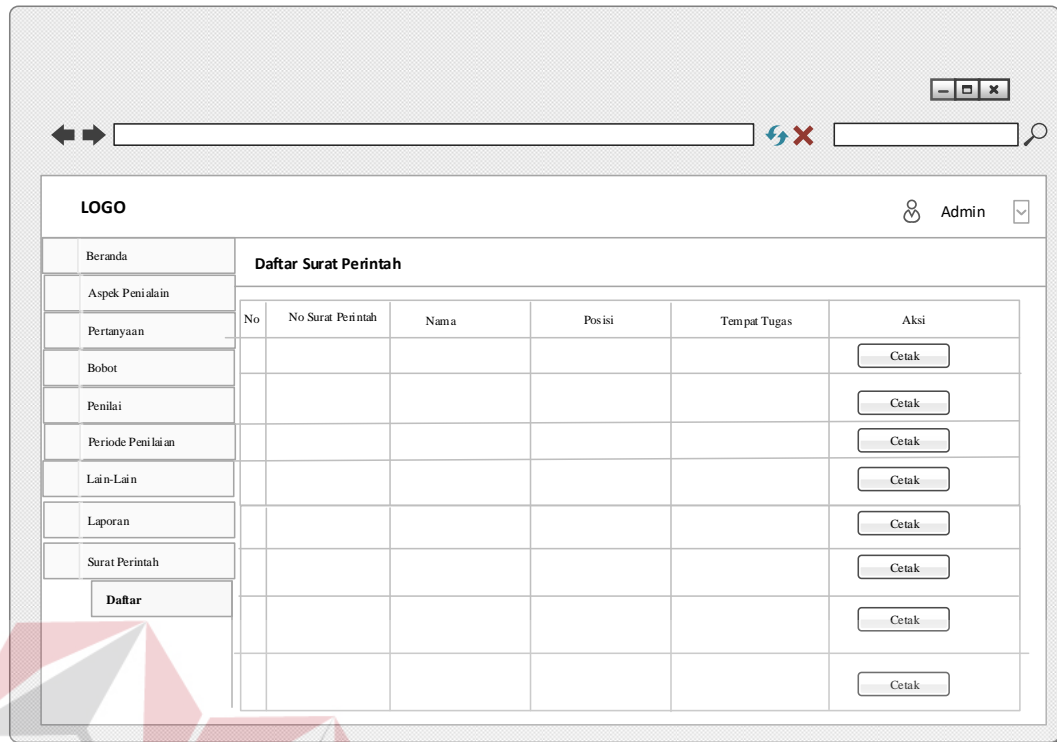 LOGO
Admin
Beranda
Aspek Penialain
Pertanyaan
Bobot
Penilai
Periode Penilaian
Lain-Lain
Laporan
Surat Perintah
Daftar
Daftar Surat Perintah
No No Surat Perintah Nama Posisi Tempat Tugas Aksi
Cetak
Cetak
Cetak
Cetak
Cetak
Cetak
Cetak
Cetak